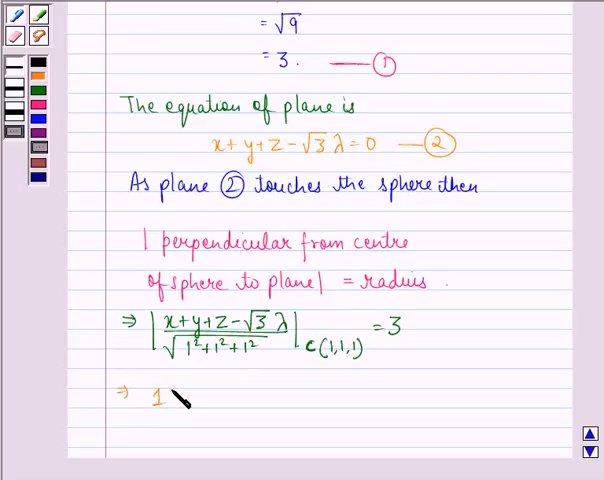 = √9
= 3. —— ①
The equation of plane is
x + y + z - √3 λ = 0 —— ②
As plane ② touches the sphere then
| perpendicular from centre
of sphere to plane | = radius.
⇒ | x + y + z - √3 λ / √1² + 1² + 1² | C(1,1,1) = 3
⇒ 1